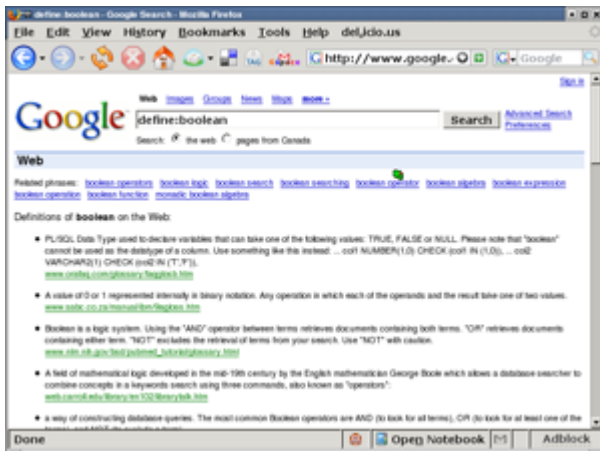 define:boolean - Google Search - Mozilla Firefox
File Edit View History Bookmarks Tools Help del.icio.us
http://www.google. Google
Sign in
Web Images Groups News Maps more
Google define:boolean Search Advanced Search
Preferences
Search: the web pages from Canada
Web
Related phrases: boolean operators boolean logic boolean search boolean searching boolean operator boolean algebra boolean expression
boolean operation boolean function monadic boolean algebra
Definitions of boolean on the Web:
PL/SQL Data Type used to declare variables that can take one of the following values: TRUE, FALSE or NULL. Please note that "boolean"
cannot be used as the datatype of a column. Use something like this instead: ... col1 NUMBER(1,0) CHECK (col1 IN (1,0)), ... col2
VARCHAR2(1) CHECK (col2 IN ('T','F')),
A value of 0 or 1 represented internally in binary notation. Any operation in which each of the operands and the result take one of two values.
Boolean is a logic system. Using the "AND" operator between terms retrieves documents containing both terms. "OR" retrieves documents
containing either term. "NOT" excludes the retrieval of terms from your search. Use "NOT" with caution.
www.nlm.nih.gov/bsd/pubmed_tutorial/glossary.html
A field of mathematical logic developed in the mid-19th century by the English mathematician George Boole which allows a database searcher to
combine concepts in a keywords search using three commands, also known as "operators":
web.carroll.edu/library/en102/librarytalk.htm
a way of constructing database queries. The most common Boolean operators are AND (to look for all terms), OR (to look for at least one of the
Done Open Notebook Adblock